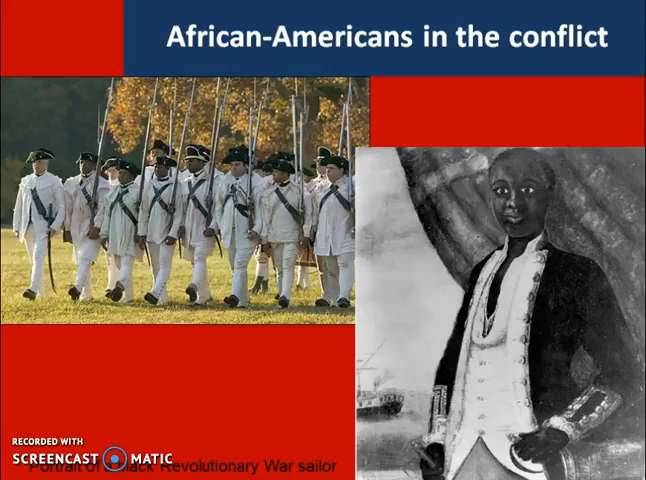 African-Americans in the conflict
RECORDED WITH
SCREENCAST MATIC
Portrait of a Black Revolutionary War sailor